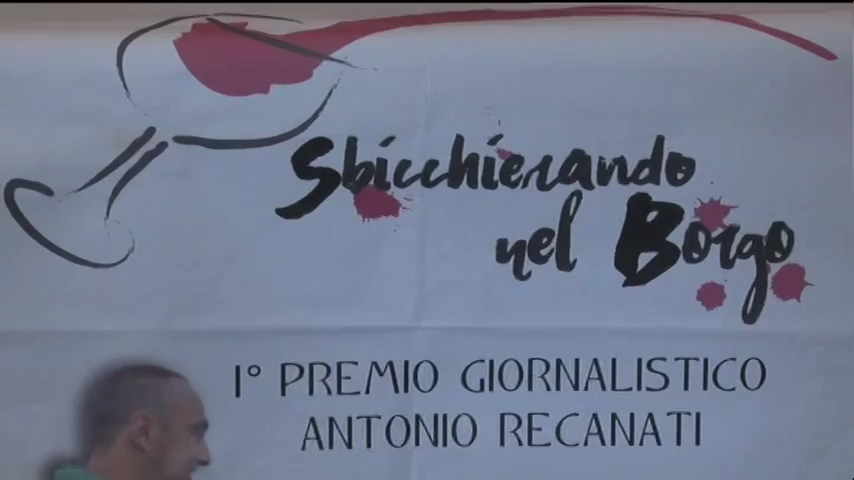 Sbicchierando
nel Borgo
1° PREMIO GIORNALISTICO
ANTONIO RECANATI